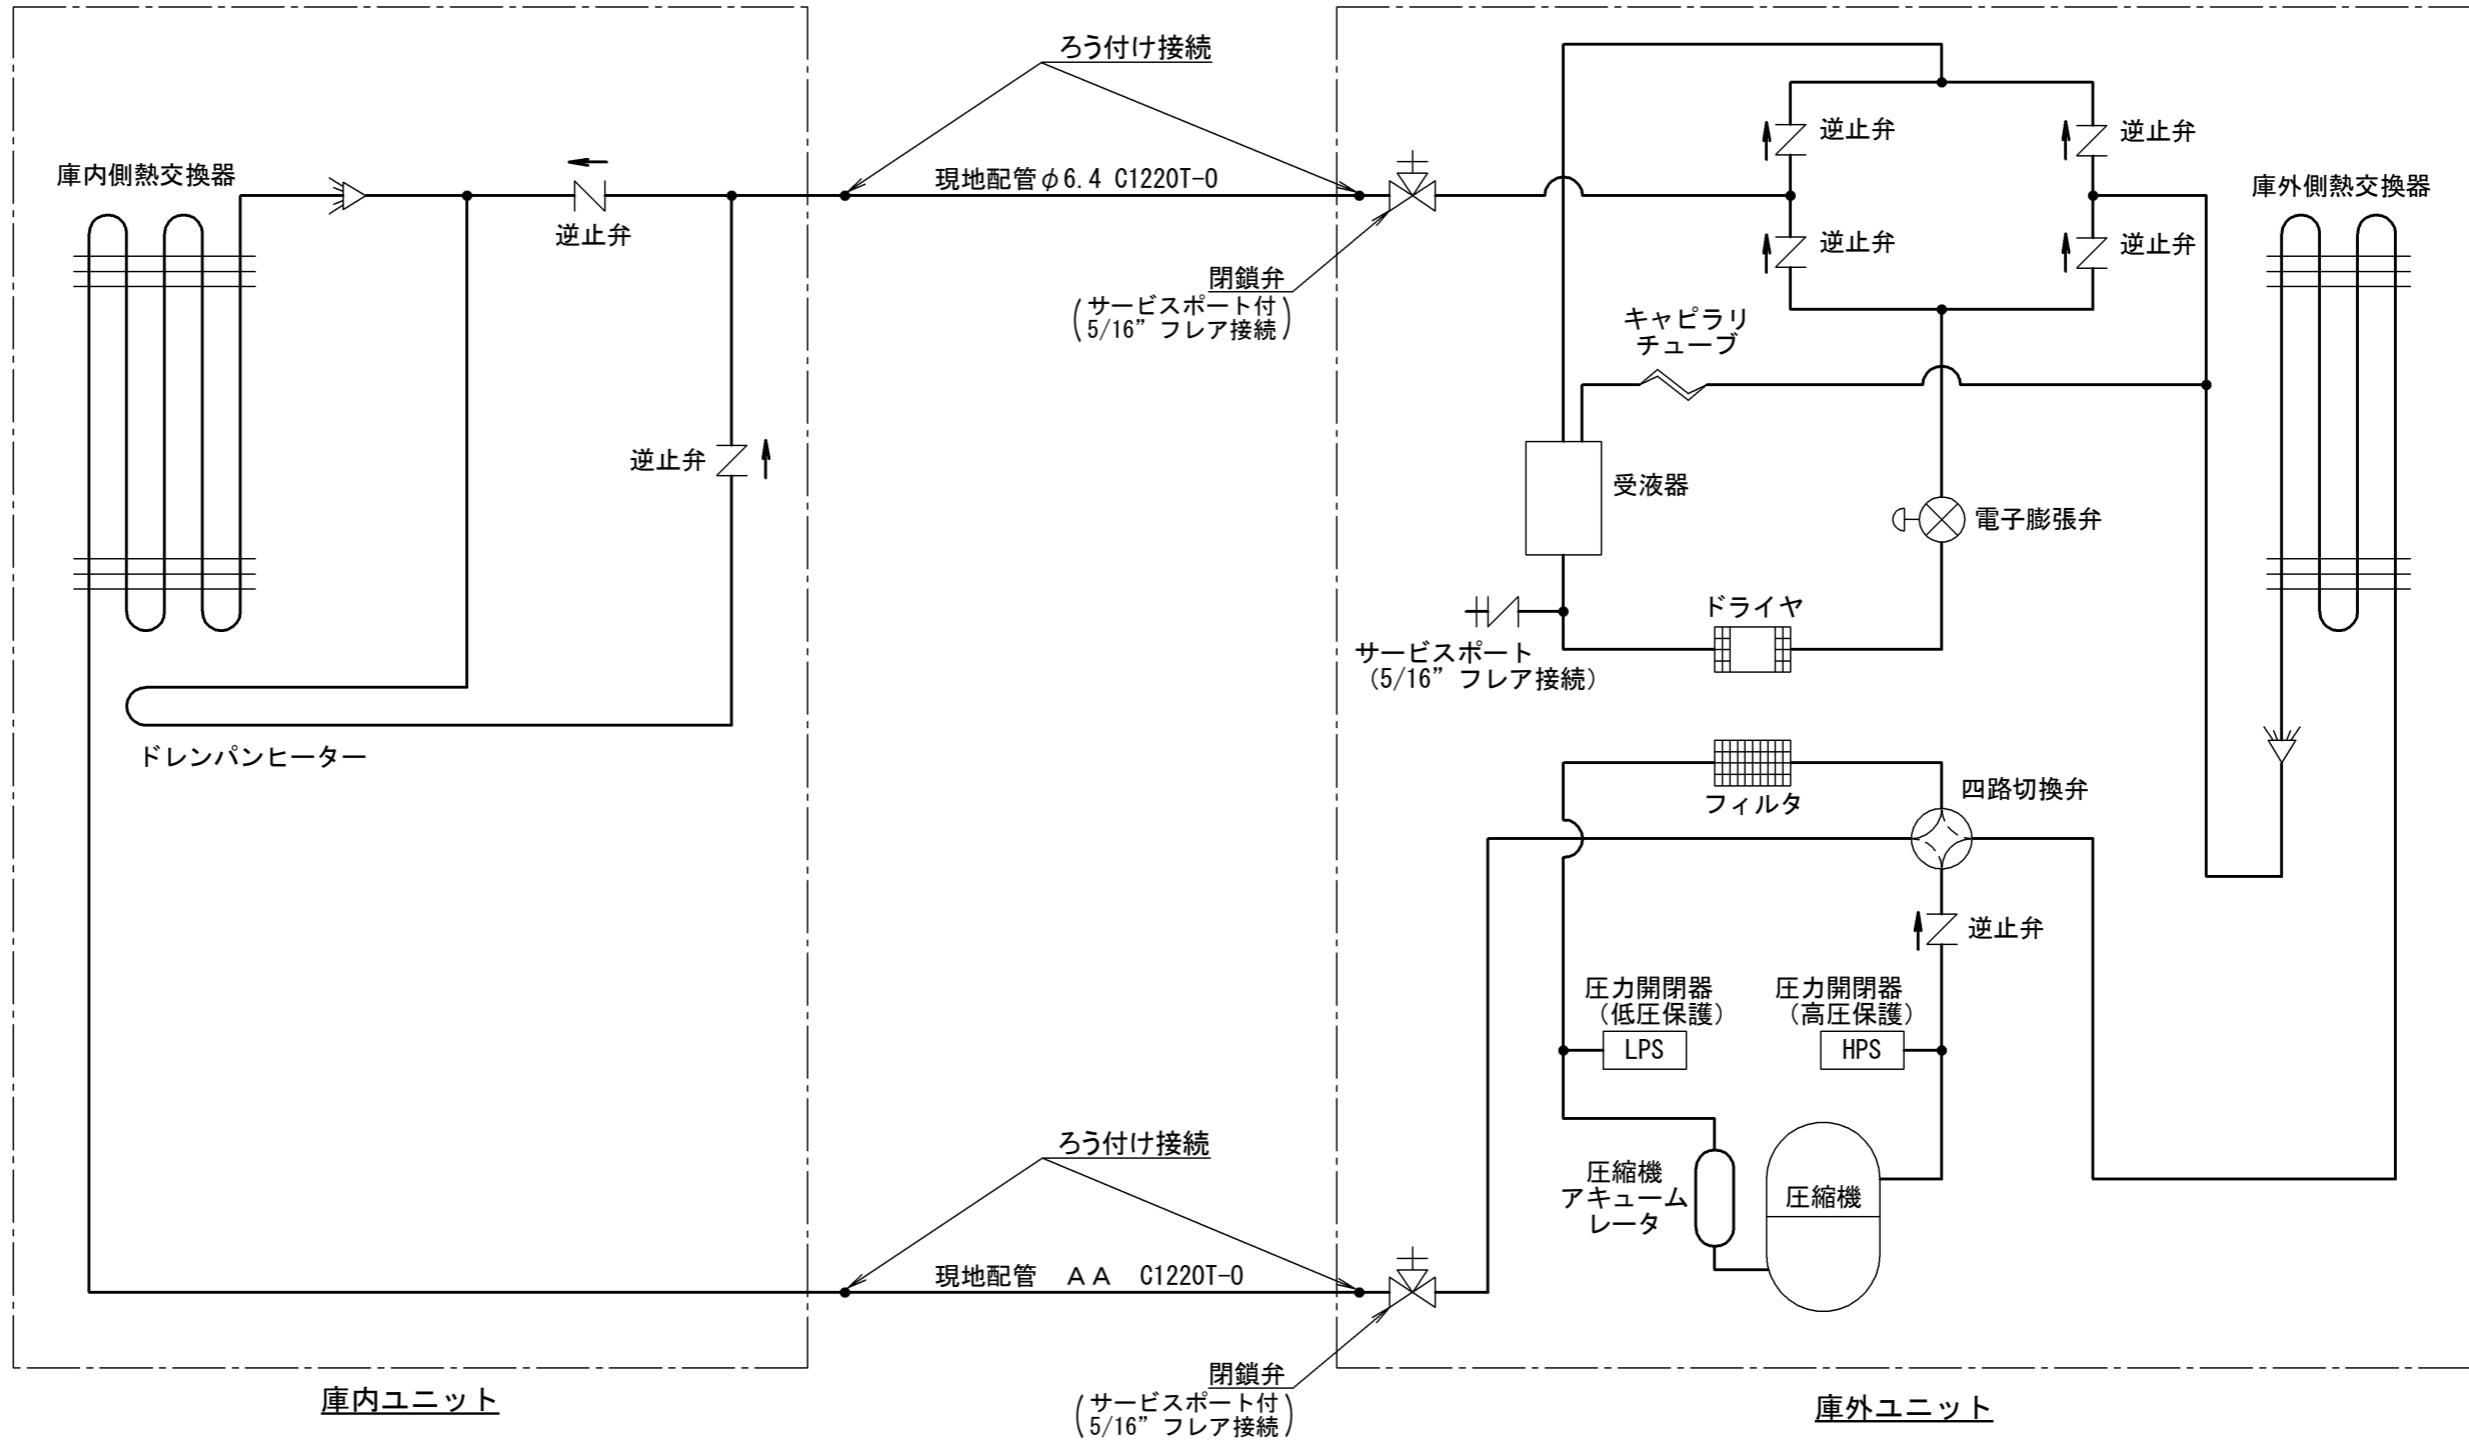 ろう付け接続
庫内側熱交換器
逆止弁
現地配管φ6.4 C1220T-O
閉鎖弁
(サービスポート付
5/16” フレア接続)
逆止弁
逆止弁
逆止弁
逆止弁
庫外側熱交換器
キャピラリ
チューブ
逆止弁
受液器
電子膨張弁
ドライヤ
サービスポート
(5/16” フレア接続)
ドレンパンヒーター
フィルタ
四路切換弁
逆止弁
圧力開閉器
(低圧保護)
LPS
圧力開閉器
(高圧保護)
HPS
ろう付け接続
圧縮機
アキューム
レータ
圧縮機
現地配管 AA C1220T-O
閉鎖弁
(サービスポート付
5/16” フレア接続)
庫内ユニット
庫外ユニット